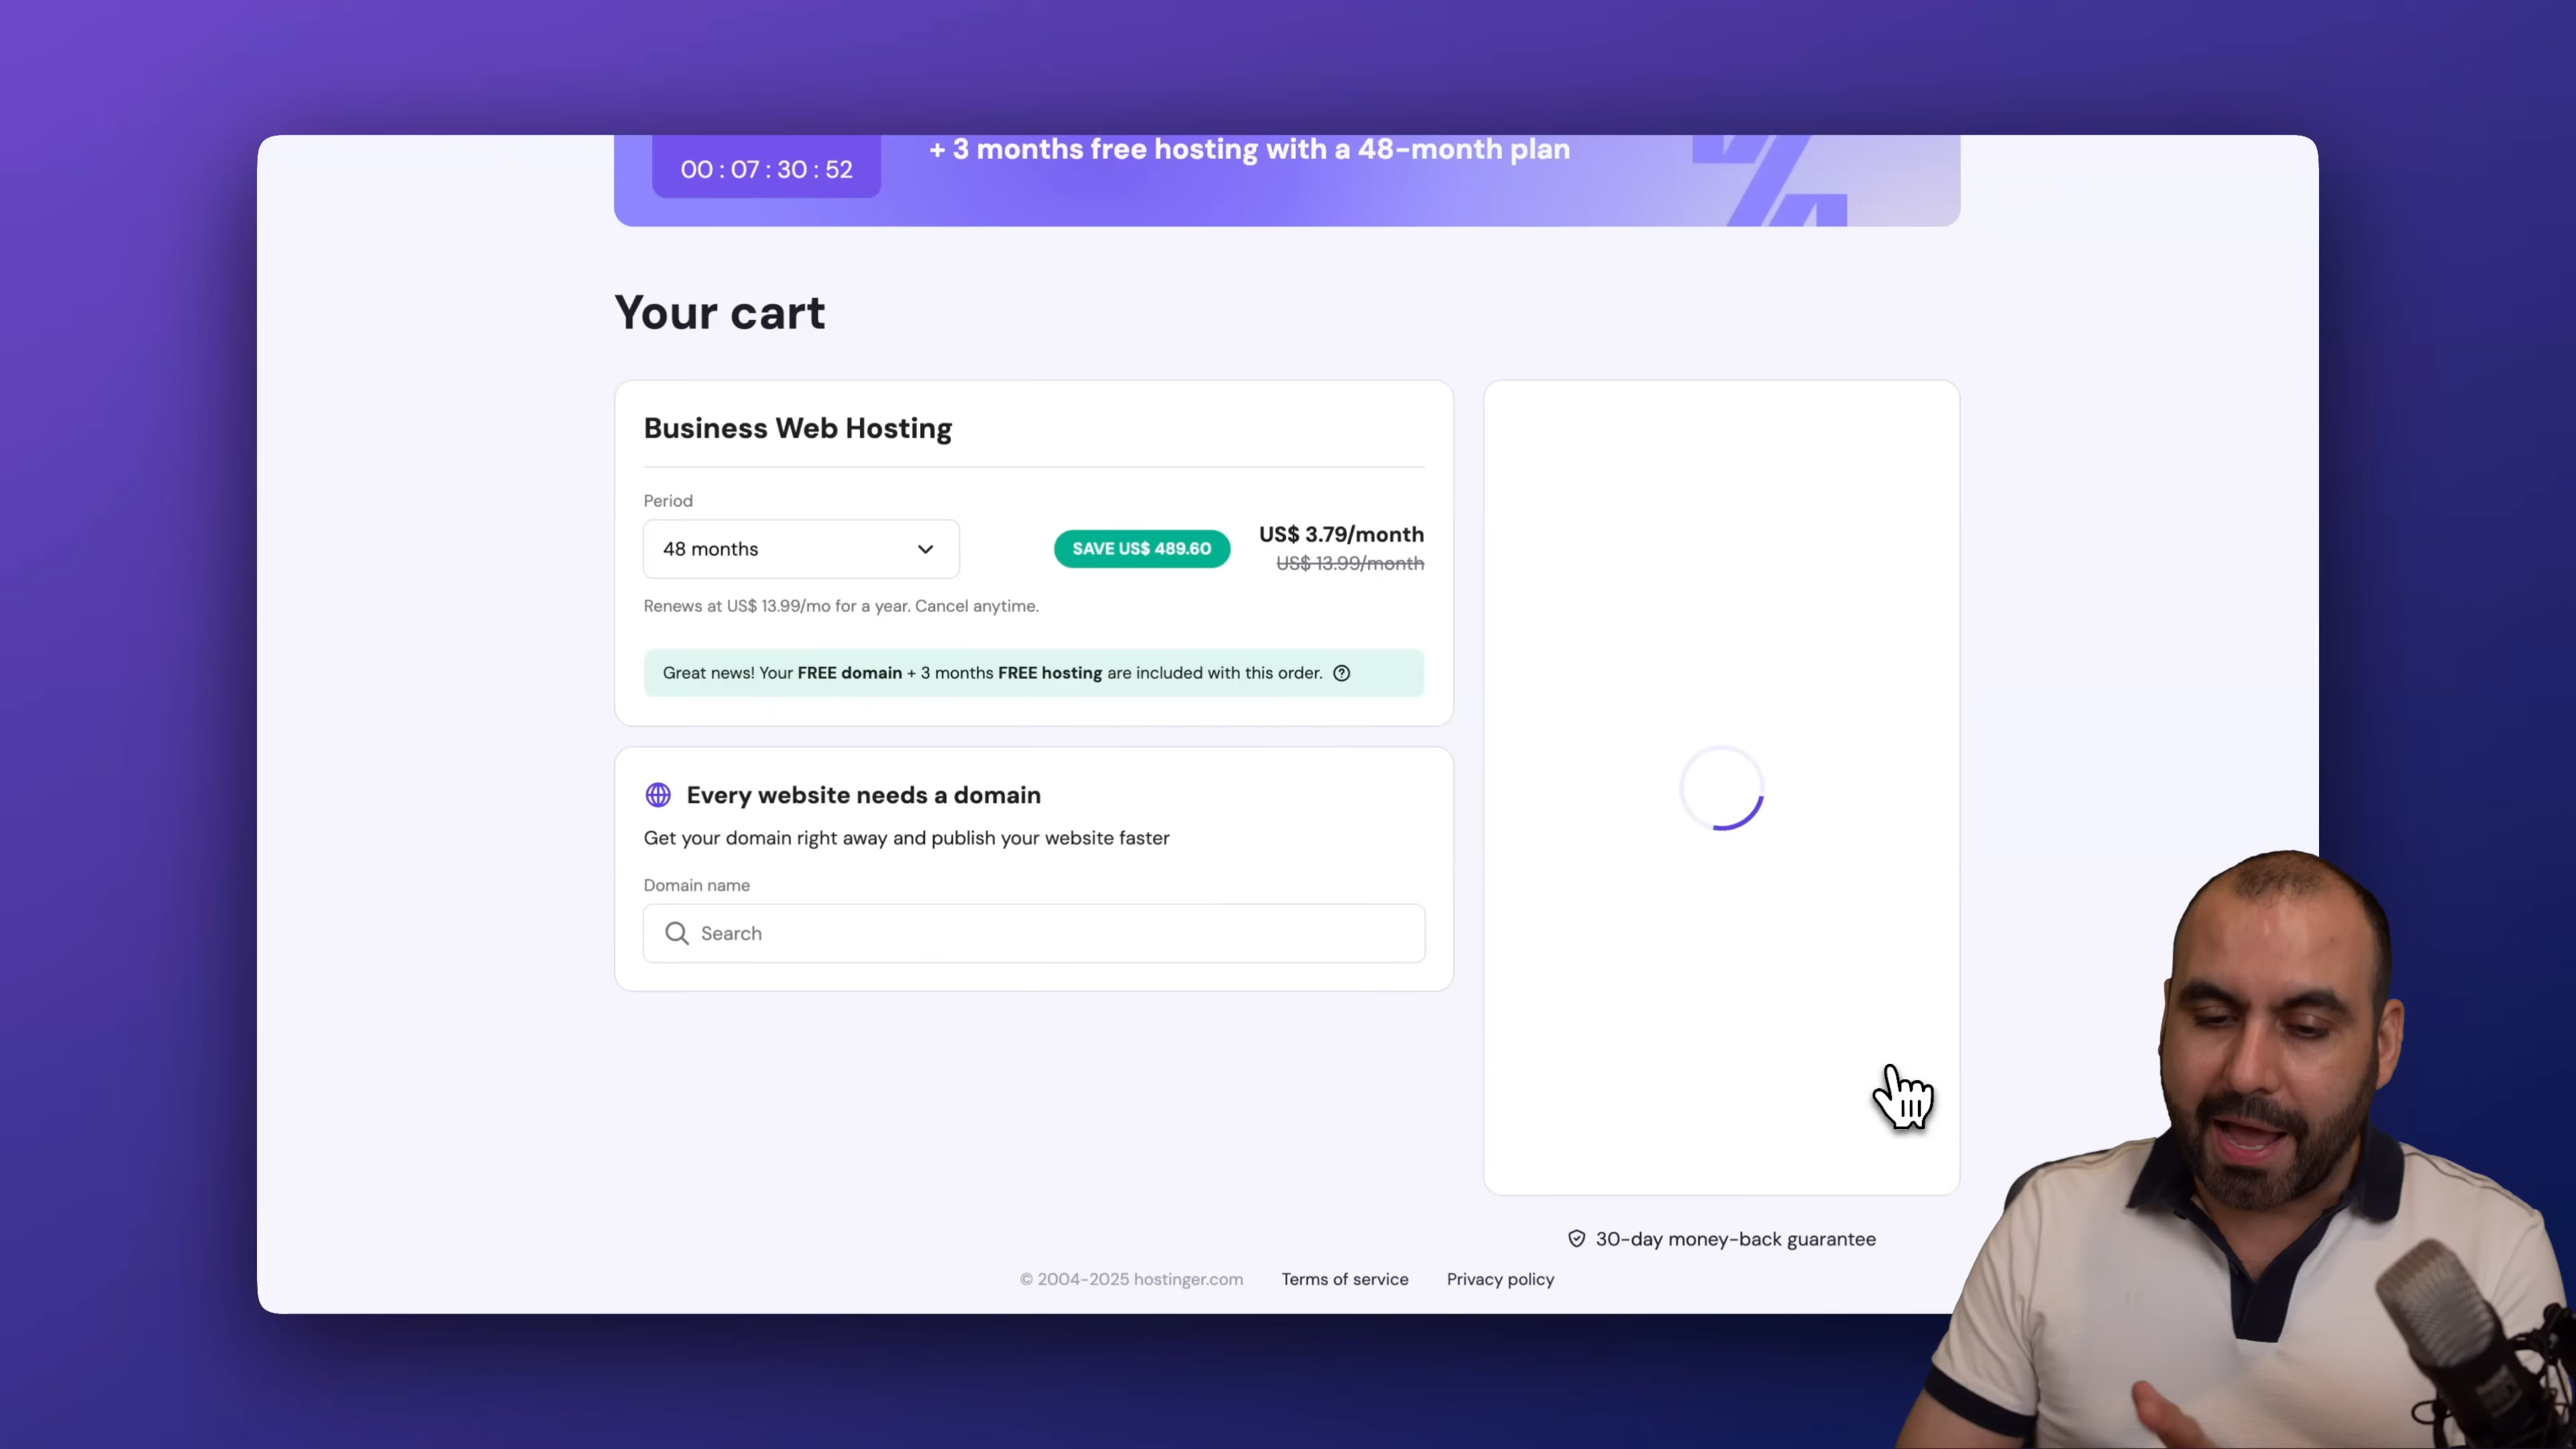 + 3 months free hosting with a 48-month plan
00 : 07 : 30 : 52
Your cart
Business Web Hosting
Period
48 months
SAVE US$ 489.60
US$ 3.79/month
US$ 13.99/month
Renews at US$ 13.99/mo for a year. Cancel anytime.
Great news! Your FREE domain + 3 months FREE hosting are included with this order.
Every website needs a domain
Get your domain right away and publish your website faster
Domain name
Search
30-day money-back guarantee
© 2004-2025 hostinger.com Terms of service Privacy policy